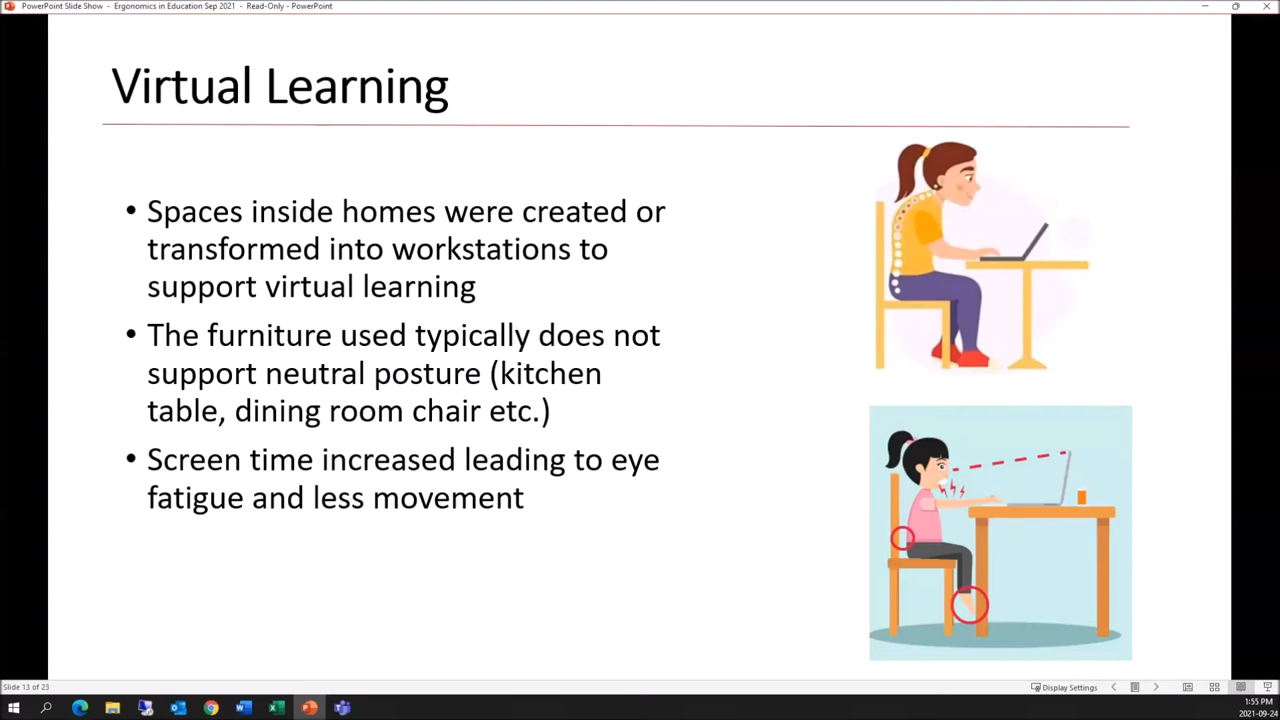 PowerPoint Slide Show - Ergonomics in Education Sep 2021 - Read-Only - PowerPoint
Virtual Learning
• Spaces inside homes were created or
transformed into workstations to
support virtual learning
• The furniture used typically does not
support neutral posture (kitchen
table, dining room chair etc.)
• Screen time increased leading to eye
fatigue and less movement
Slide 13 of 23
Display Settings
1:55 PM
2021-09-24